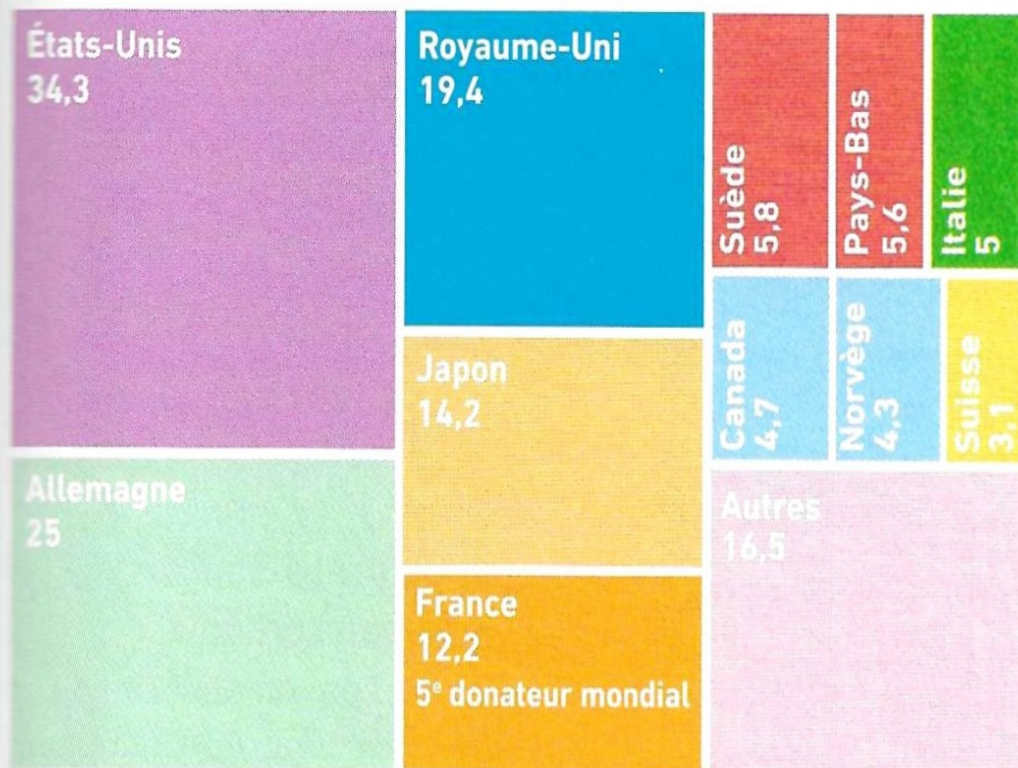 États-Unis
34,3
Royaume-Uni
19,4
Suède
5,8
Pays-Bas
5,6
Italie
5
Japon
14,2
Canada
4,7
Norvège
4,3
Suisse
3,1
Allemagne
25
Autres
16,5
France
12,2
5e donateur mondial